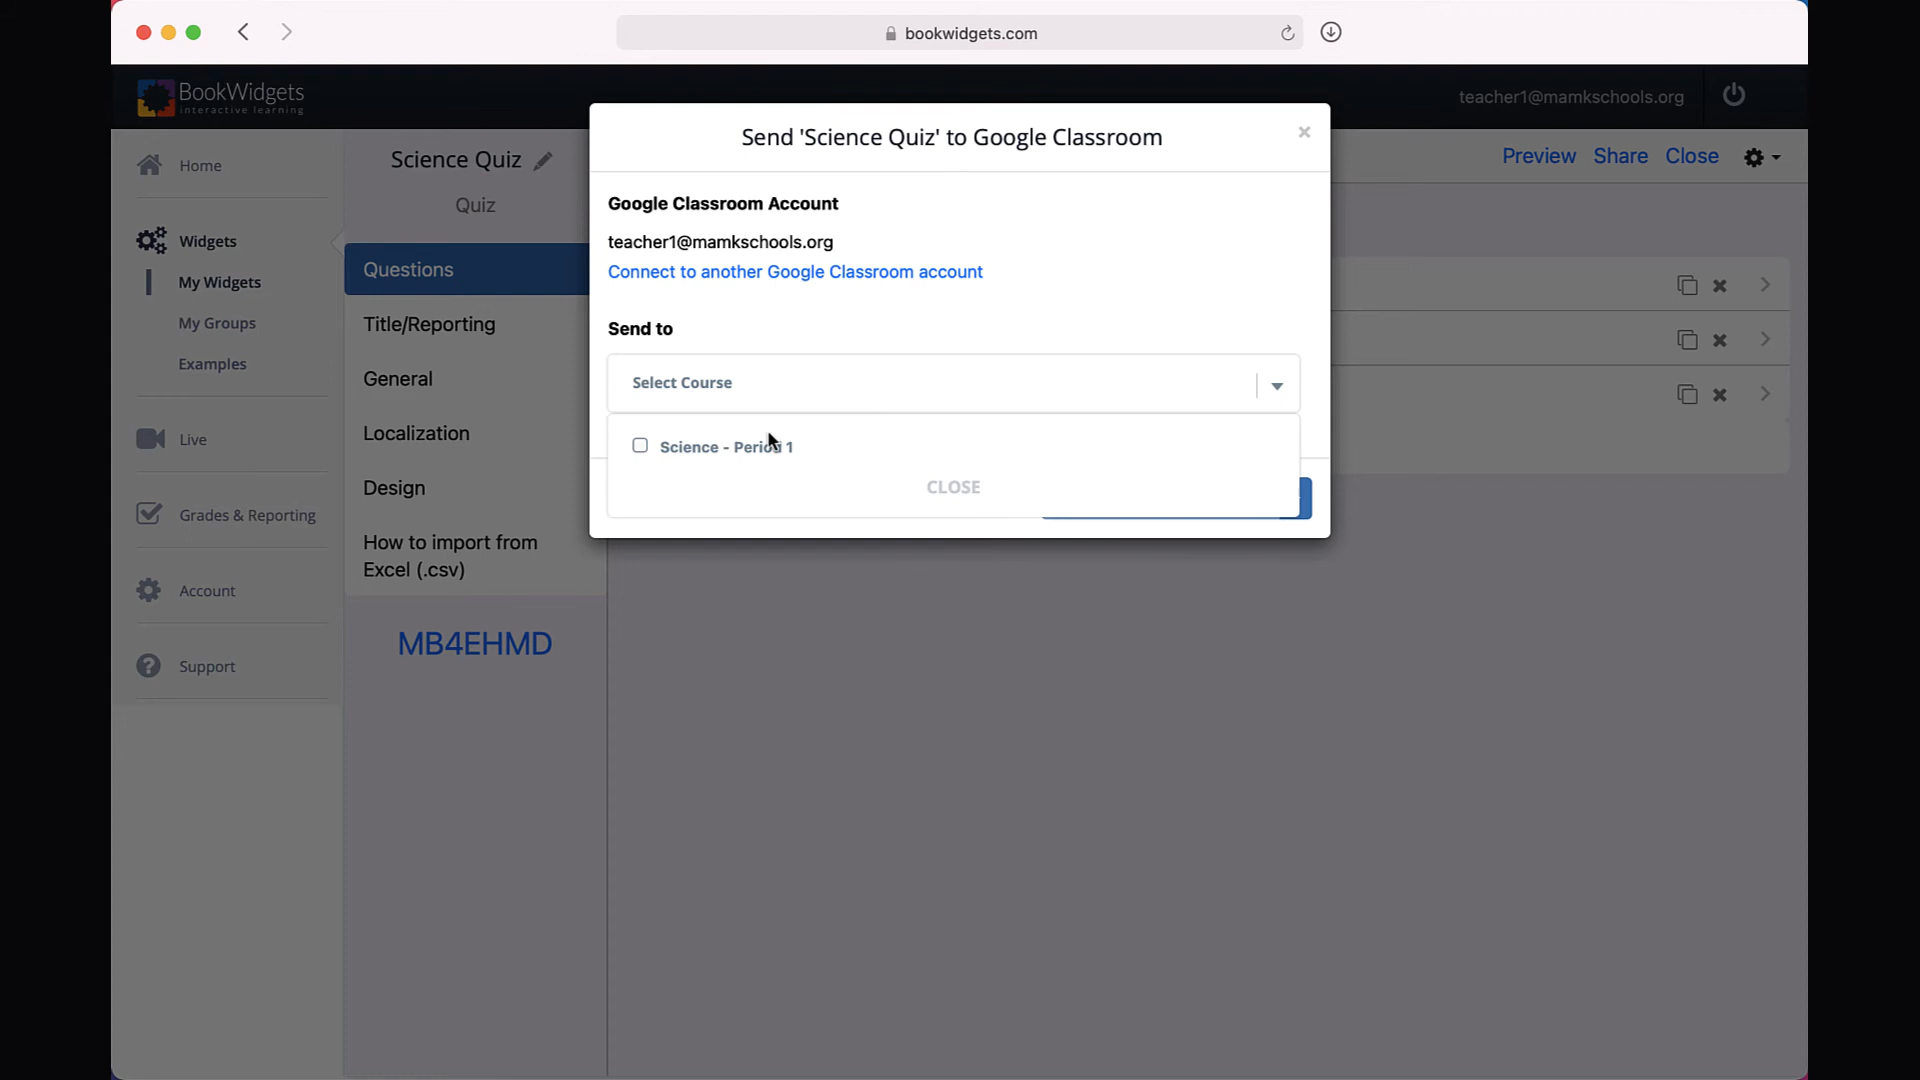 bookwidgets.com
BookWidgets
interactive learning
teacher1@mamkschools.org
Home
Widgets
My Widgets
My Groups
Examples
Live
Grades & Reporting
Account
Support
Science Quiz
Quiz
Questions
Title/Reporting
General
Localization
Design
How to import from
Excel (.csv)
MB4EHMD
Preview Share Close
Send 'Science Quiz' to Google Classroom
Google Classroom Account
teacher1@mamkschools.org
Connect to another Google Classroom account
Send to
Select Course
Science - Period 1
CLOSE